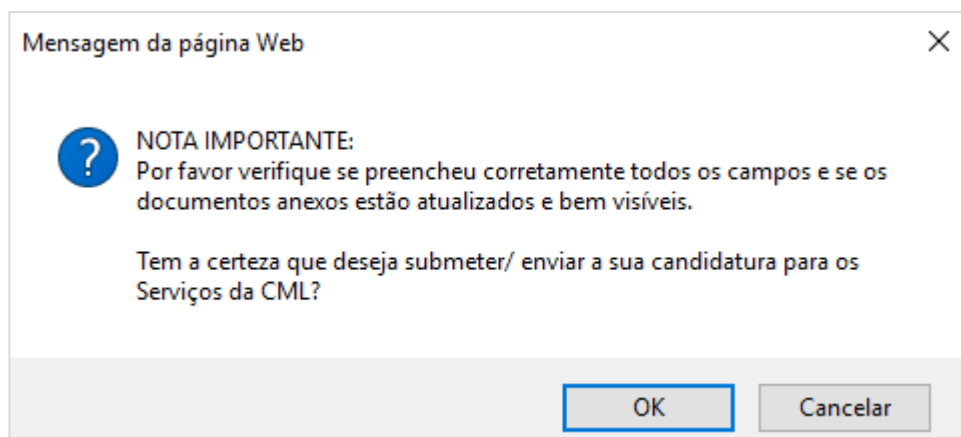 Mensagem da página Web
NOTA IMPORTANTE:
Por favor verifique se preencheu corretamente todos os campos e se os
documentos anexos estão atualizados e bem visíveis.
Tem a certeza que deseja submeter/ enviar a sua candidatura para os
Serviços da CML?
OK
Cancelar